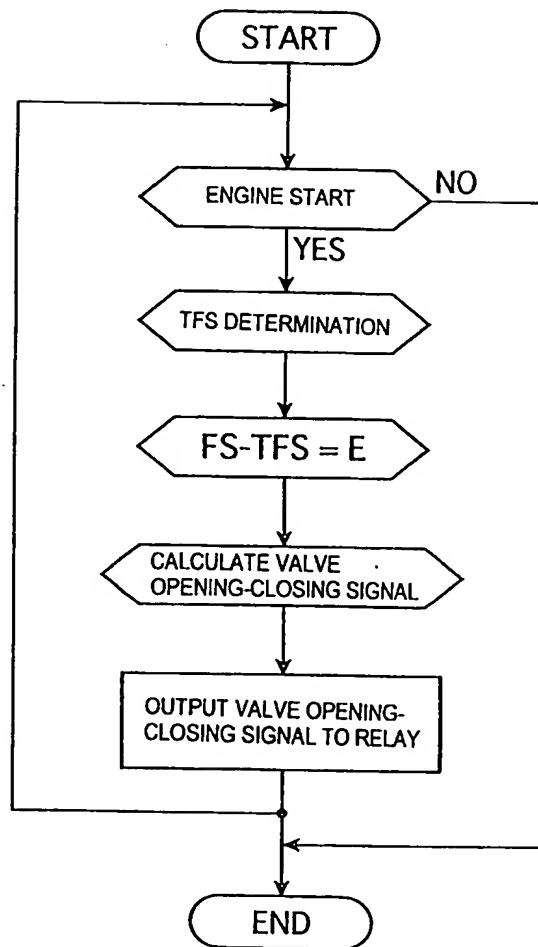 START
ENGINE START
NO
YES
TFS DETERMINATION
FS-TFS = E
CALCULATE VALVE
OPENING-CLOSING SIGNAL
OUTPUT VALVE OPENING-
CLOSING SIGNAL TO RELAY
END